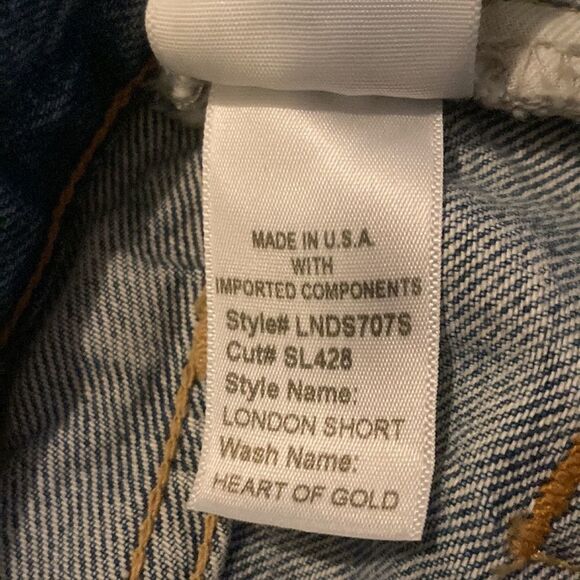 MADE IN U.S.A.
WITH
IMPORTED COMPONENTS
Style# LNDS707S
Cut# SL428
Style Name:
LONDON SHORT
Wash Name:
HEART OF GOLD